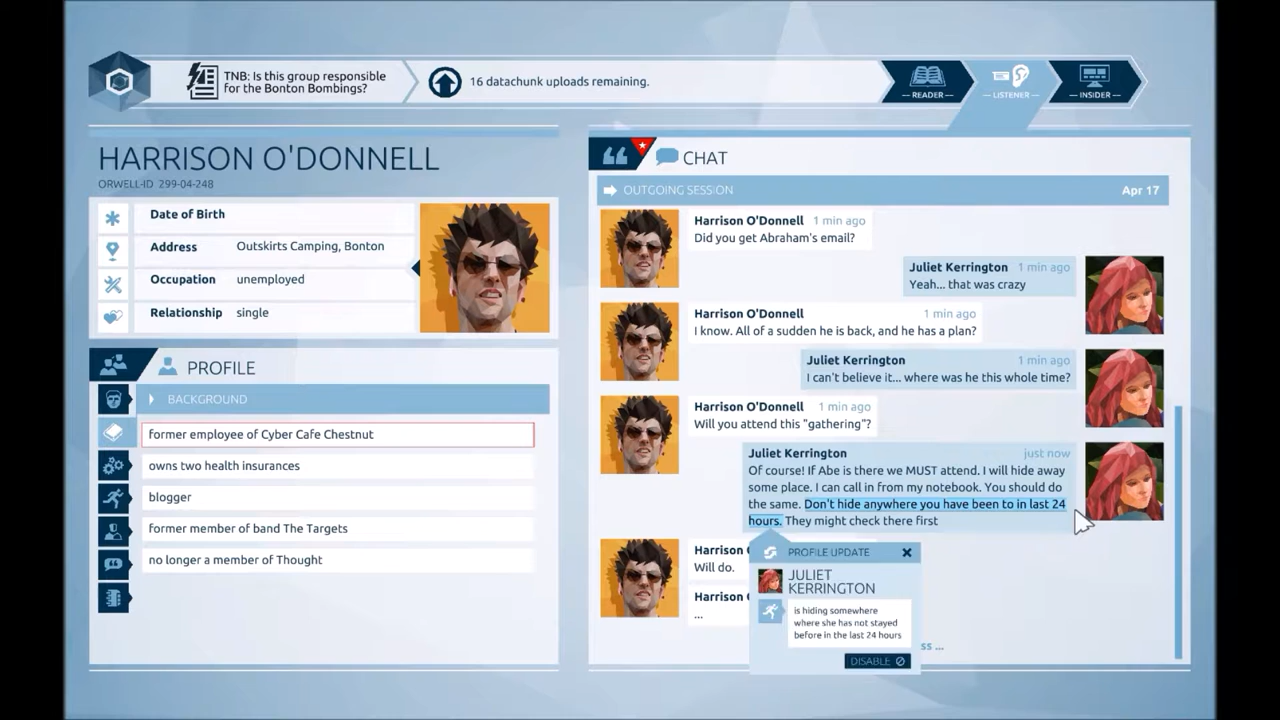 TNB: Is this group responsible
for the Bonton Bombings?
16 datachunk uploads remaining.
— READER —
— LISTENER —
— INSIDER —
HARRISON O'DONNELL
ORWELL-ID 299-04-248
Date of Birth
Address Outskirts Camping, Bonton
Occupation unemployed
Relationship single
PROFILE
BACKGROUND
former employee of Cyber Cafe Chestnut
owns two health insurances
blogger
former member of band The Targets
no longer a member of Thought
CHAT
OUTGOING SESSION Apr 17
Harrison O'Donnell 1 min ago
Did you get Abraham's email?
Juliet Kerrington 1 min ago
Yeah... that was crazy
Harrison O'Donnell 1 min ago
I know. All of a sudden he is back, and he has a plan?
Juliet Kerrington 1 min ago
I can't believe it... where was he this whole time?
Harrison O'Donnell 1 min ago
Will you attend this "gathering"?
Juliet Kerrington just now
Of course! If Abe is there we MUST attend. I will hide away
some place. I can call in from my notebook. You should do
the same. Don't hide anywhere you have been to in last 24
hours. They might check there first
Harrison
Will do.
Harrison
...
PROFILE UPDATE
JULIET
KERRINGTON
is hiding somewhere
where she has not stayed
before in the last 24 hours
DISABLE